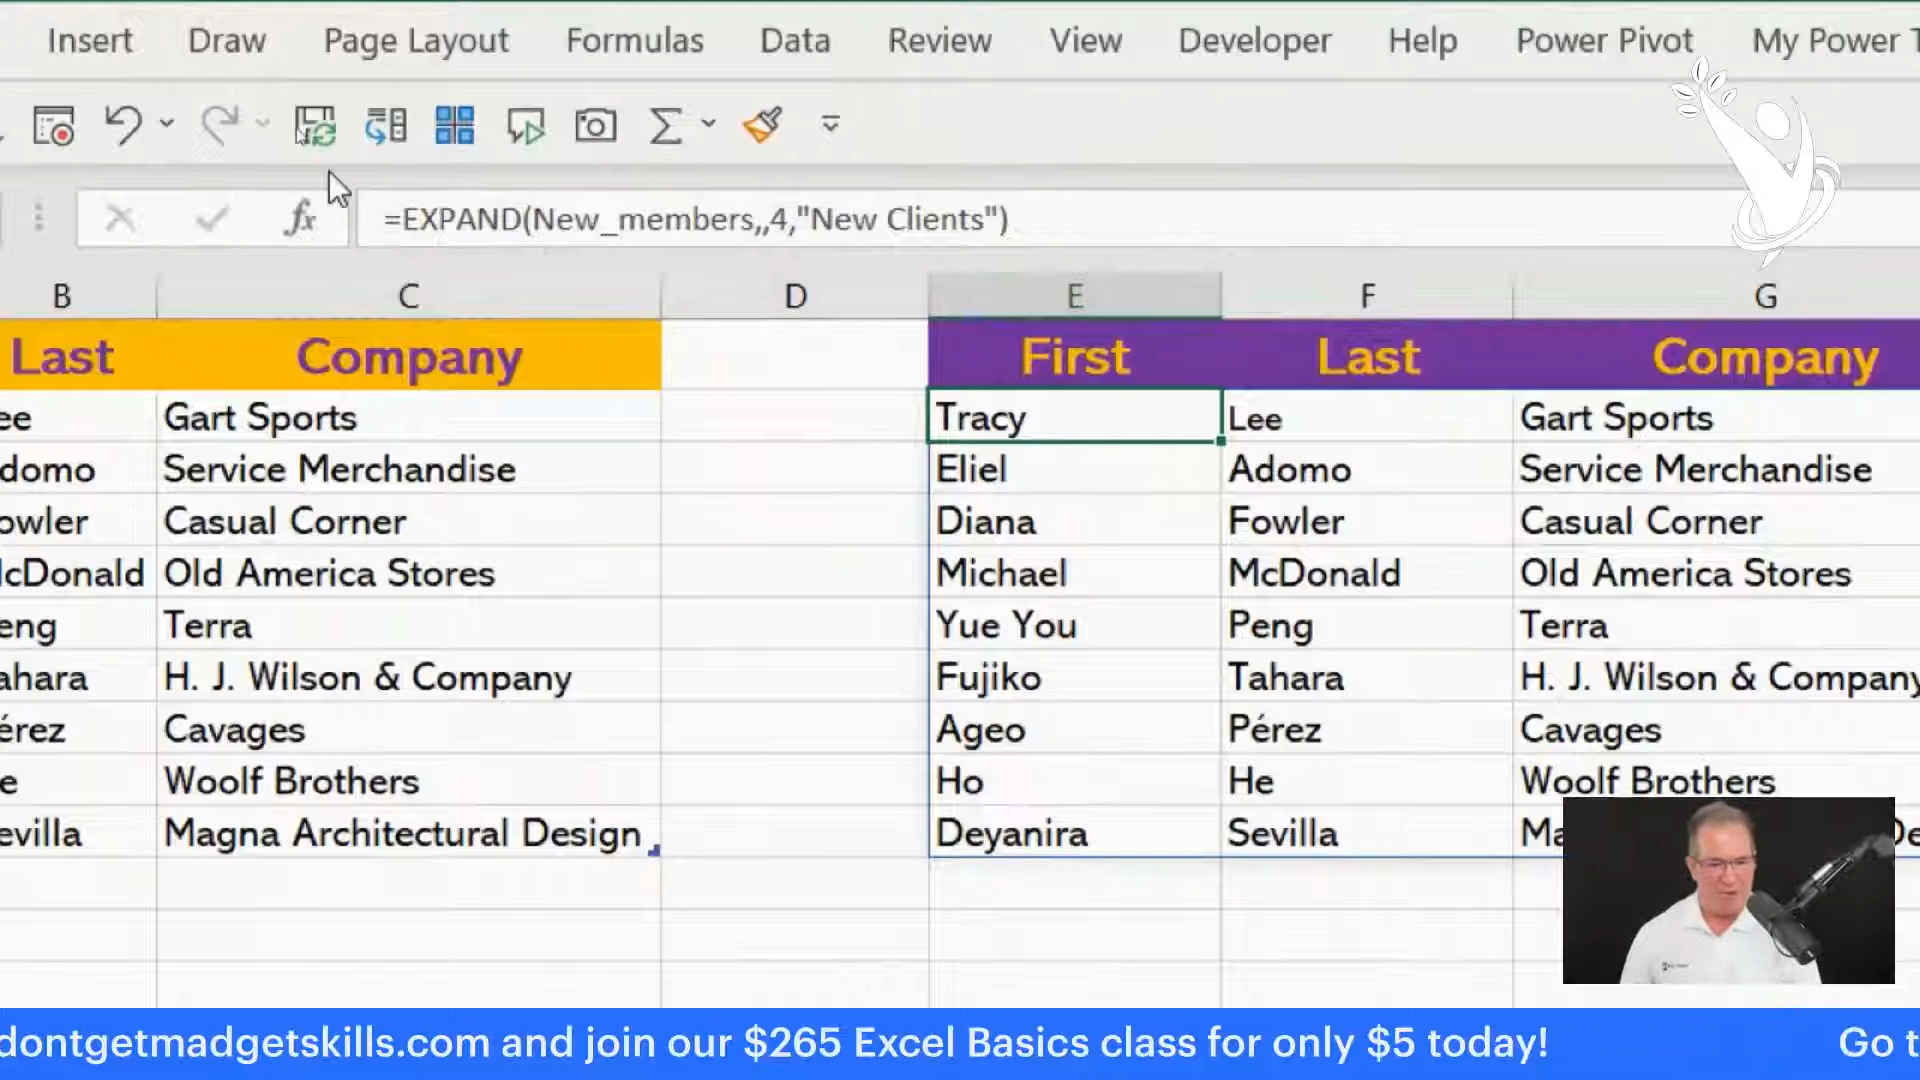 Insert Draw Page Layout Formulas Data Review View Developer Help Power Pivot My Power T
fx =EXPAND(New_members,,4,"New Clients")
B C D E F G
Last Company First Last Company
ee Gart Sports Tracy Lee Gart Sports
domo Service Merchandise Eliel Adomo Service Merchandise
owler Casual Corner Diana Fowler Casual Corner
cDonald Old America Stores Michael McDonald Old America Stores
eng Terra Yue You Peng Terra
ahara H. J. Wilson & Company Fujiko Tahara H. J. Wilson & Company
érez Cavages Ageo Pérez Cavages
e Woolf Brothers Ho He Woolf Brothers
evilla Magna Architectural Design Deyanira Sevilla Ma De
dontgetmadgetskills.com and join our $265 Excel Basics class for only $5 today! Go t